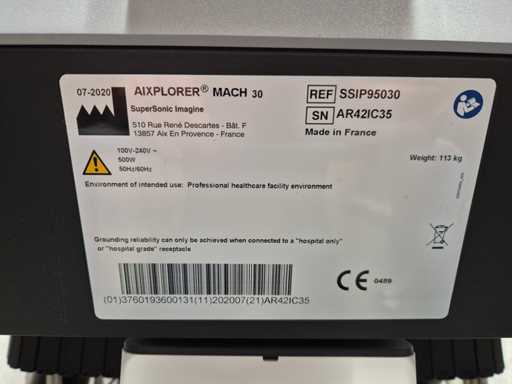 07-2020
AIXPLORER® MACH 30
SuperSonic Imagine
510 Rue René Descartes - Bât. F
13857 Aix En Provence - France
REF SSIP95030
SN AR42IC35
Made in France
100V-240V ~
500W
50Hz/60Hz
Weight: 113 kg
Environment of intended use: Professional healthcare facility environment
Grounding reliability can only be achieved when connected to a "hospital only"
or "hospital grade" receptacle
CE 0459
(01)3760193600131(11)202007(21)AR42IC35